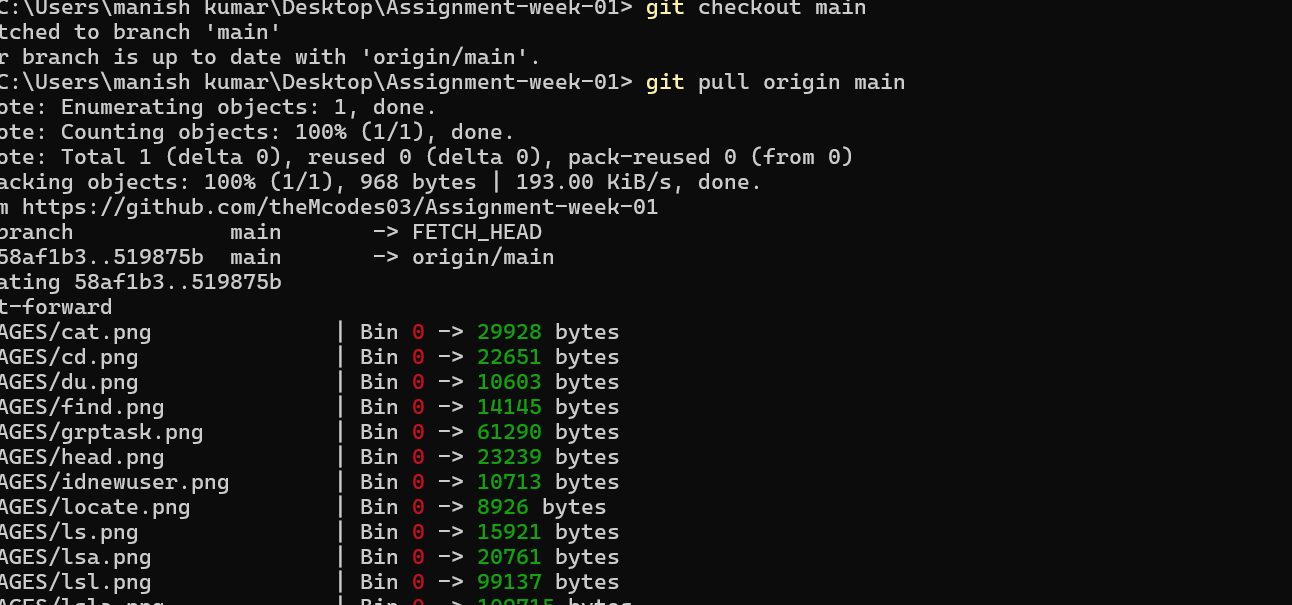 C:\Users\manish kumar\Desktop\Assignment-week-01> git checkout main
tched to branch 'main'
r branch is up to date with 'origin/main'.
C:\Users\manish kumar\Desktop\Assignment-week-01> git pull origin main
ote: Enumerating objects: 1, done.
ote: Counting objects: 100% (1/1), done.
ote: Total 1 (delta 0), reused 0 (delta 0), pack-reused 0 (from 0)
acking objects: 100% (1/1), 968 bytes | 193.00 KiB/s, done.
m https://github.com/theMcodes03/Assignment-week-01
branch            main       -> FETCH_HEAD
58af1b3..519875b  main       -> origin/main
ating 58af1b3..519875b
t-forward
AGES/cat.png              | Bin 0 -> 29928 bytes
AGES/cd.png               | Bin 0 -> 22651 bytes
AGES/du.png               | Bin 0 -> 10603 bytes
AGES/find.png             | Bin 0 -> 14145 bytes
AGES/grptask.png          | Bin 0 -> 61290 bytes
AGES/head.png             | Bin 0 -> 23239 bytes
AGES/idnewuser.png        | Bin 0 -> 10713 bytes
AGES/locate.png           | Bin 0 -> 8926 bytes
AGES/ls.png               | Bin 0 -> 15921 bytes
AGES/lsa.png              | Bin 0 -> 20761 bytes
AGES/lsl.png              | Bin 0 -> 99137 bytes